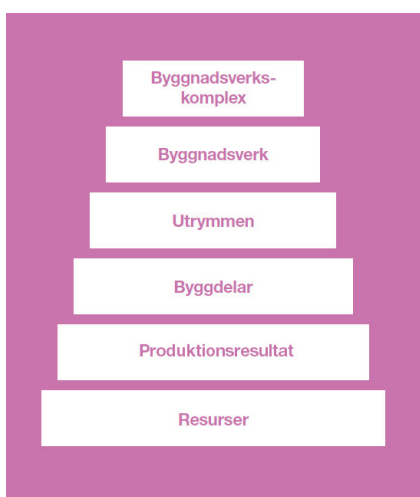 Byggnadsverks-
komplex
Byggnadsverk
Utrymmen
Byggdelar
Produktionsresultat
Resurser